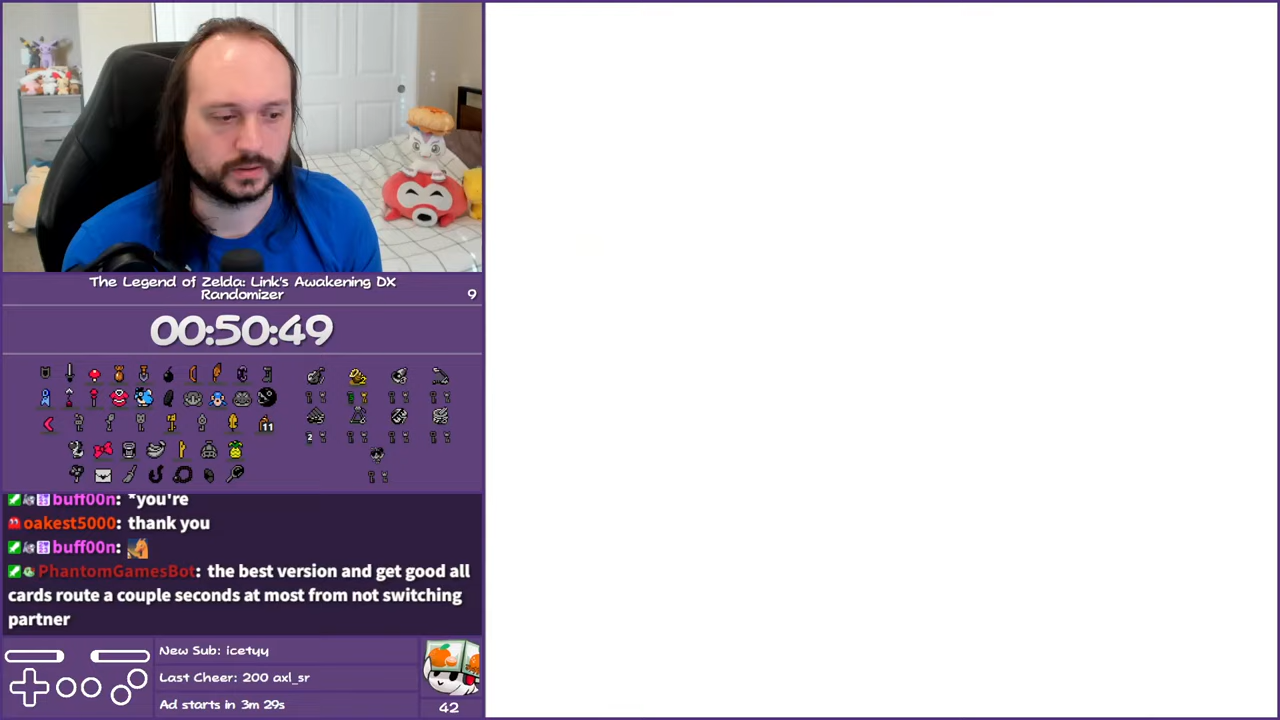 The Legend of Zelda: Link's Awakening DX
Randomizer
9
00:50:49
11
2
buff00n: *you're
oakest5000: thank you
buff00n:
PhantomGamesBot: the best version and get good all
cards route a couple seconds at most from not switching
partner
New Sub: icetyy
Last Cheer: 200 axl_sr
Ad starts in 3m 29s
42